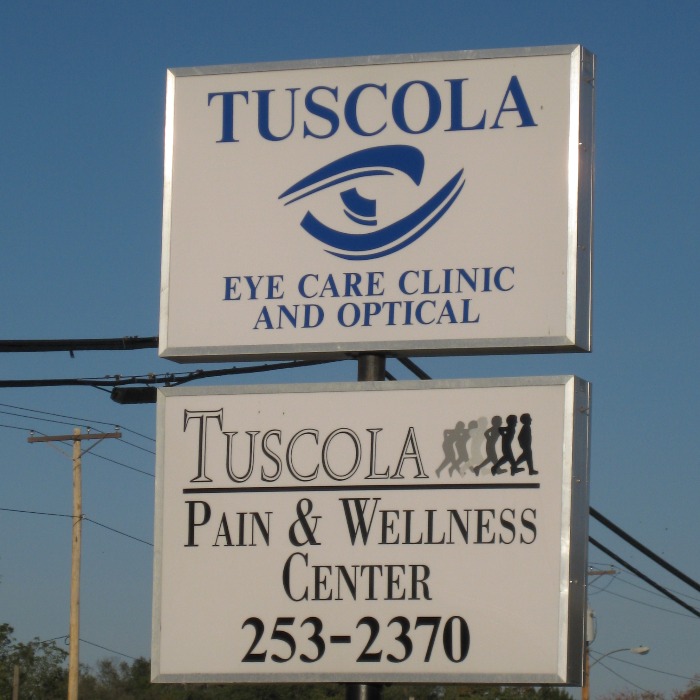 TUSCOLA
EYE CARE CLINIC
AND OPTICAL
TUSCOLA
PAIN & WELLNESS
CENTER
253-2370